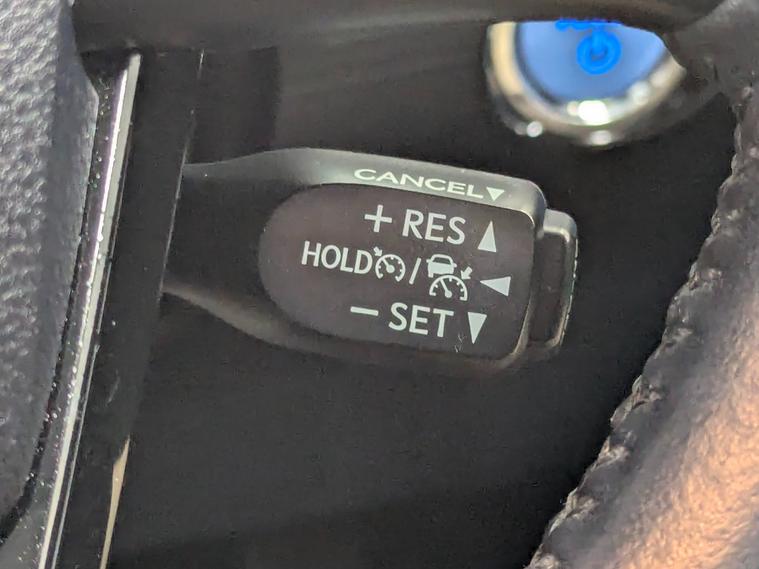 CANCEL▼
+ RES ▲
HOLD / ◀
− SET ▼